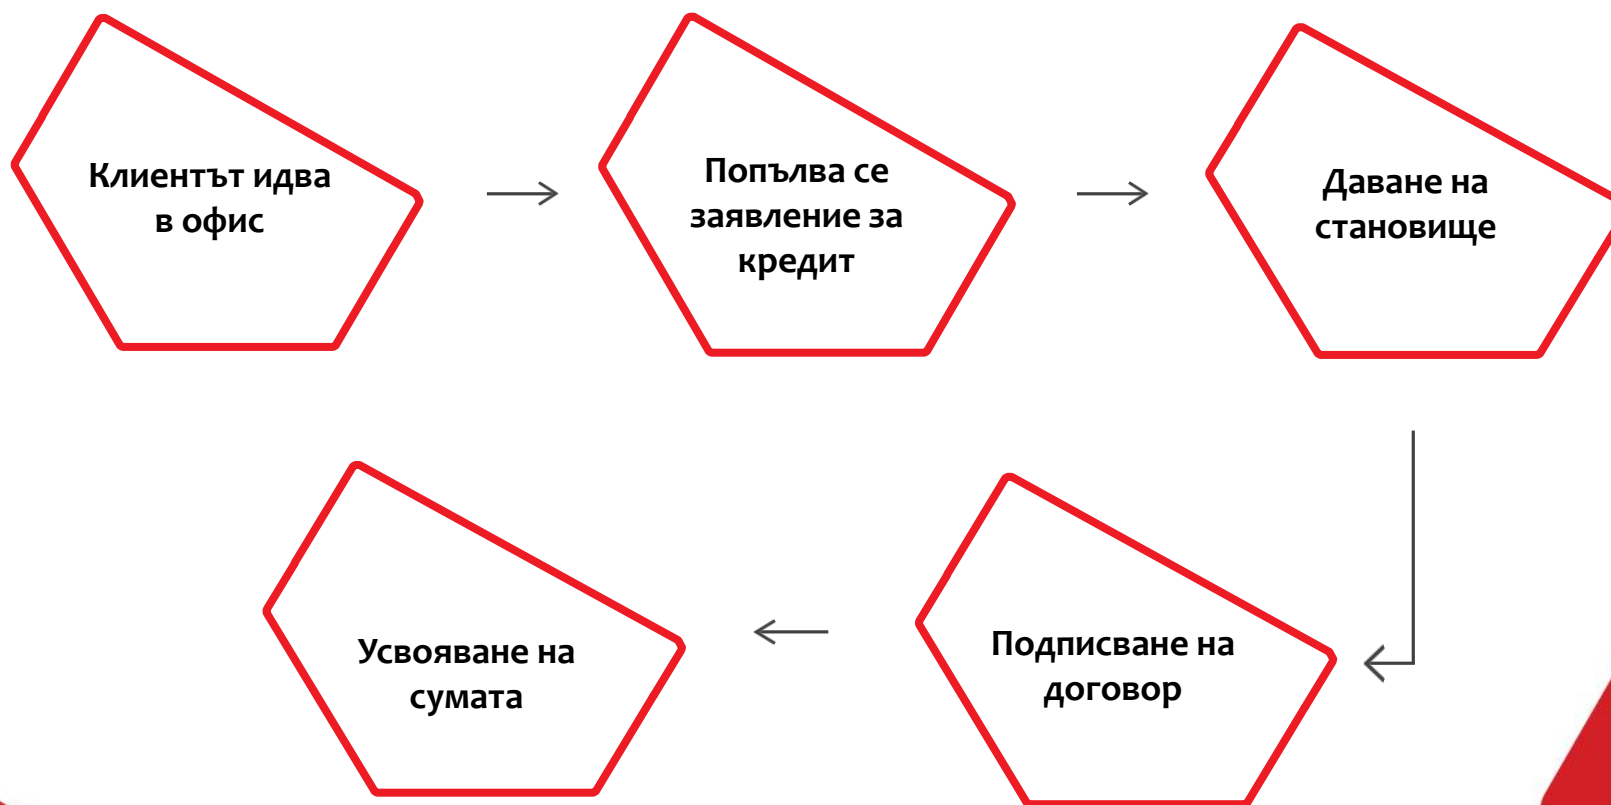 Клиентът идва
в офис
Попълва се
заявление за
кредит
Даване на
становище
Подписване на
договор
Усвояване на
сумата